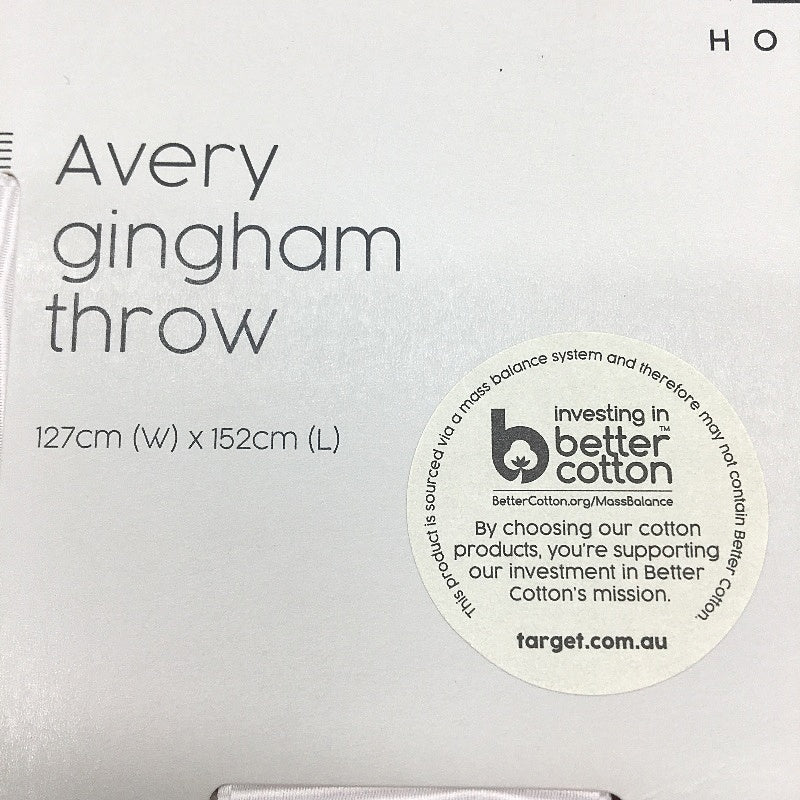 HO
Avery
gingham
throw
127cm (W) x 152cm (L)
This product is sourced via a mass balance system and therefore may not contain Better Cotton.
investing in
better™
cotton
BetterCotton.org/MassBalance
By choosing our cotton
products, you're supporting
our investment in Better
Cotton's mission.
target.com.au